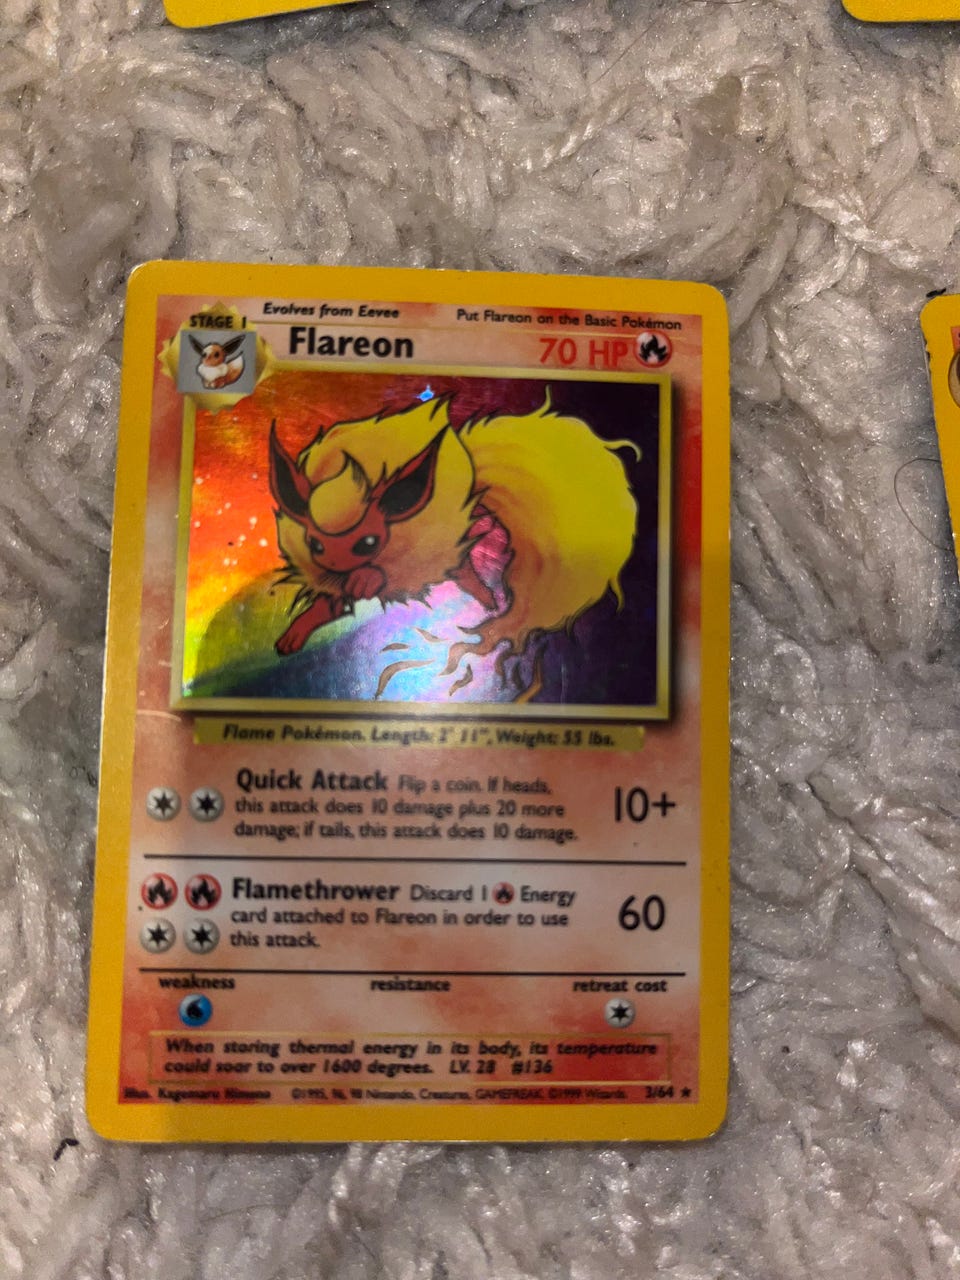 Evolves from Eevee
Put Flareon on the Basic Pokémon
STAGE 1
Flareon
70 HP
Flame Pokémon. Length: 2' 11", Weight: 55 lbs.
Quick Attack Flip a coin. If heads,
this attack does 10 damage plus 20 more
damage; if tails, this attack does 10 damage.
10+
Flamethrower Discard 1 Energy
card attached to Flareon in order to use
this attack.
60
weakness
resistance
retreat cost
When storing thermal energy in its body, its temperature
could soar to over 1600 degrees. LV. 28 #136
Illus. Kagemaru Himeno ©1995, 96, 98 Nintendo, Creatures, GAMEFREAK. ©1999 Wizards. 3/64